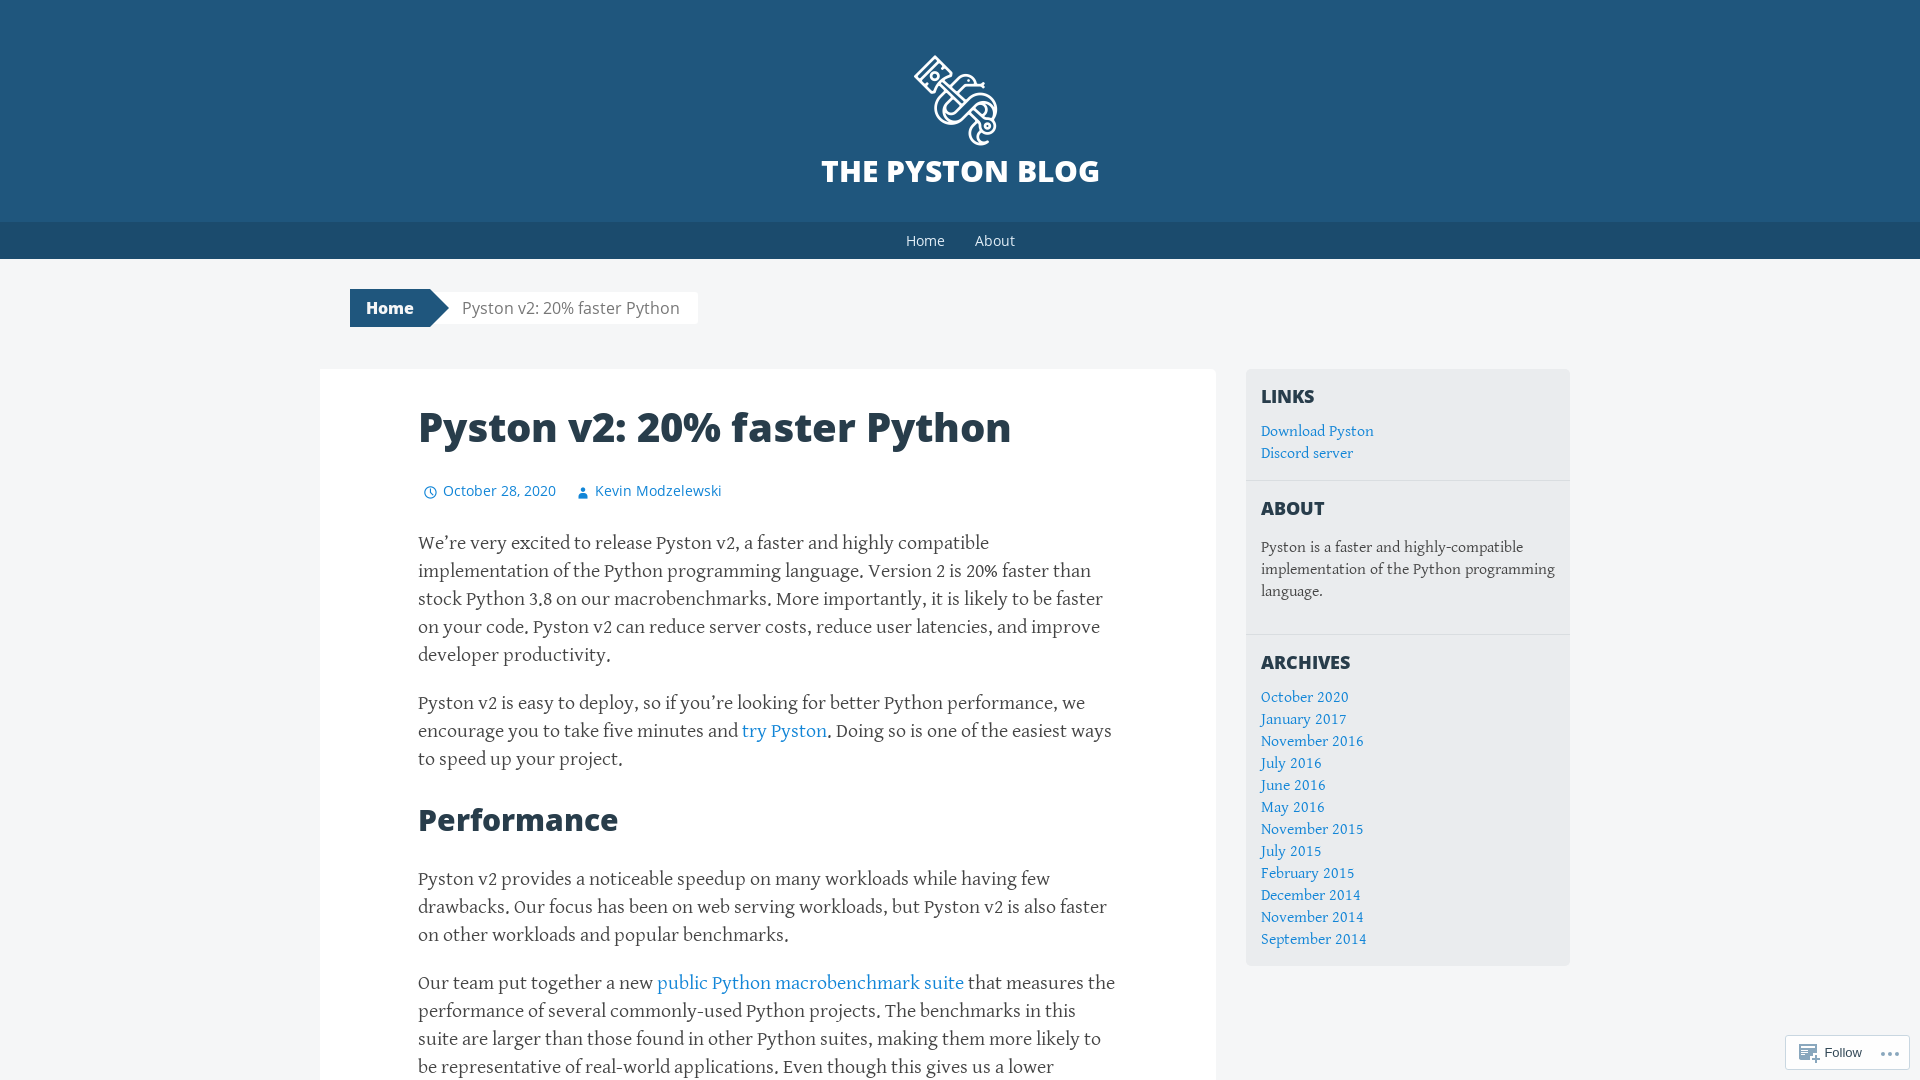 THE PYSTON BLOG
Home About
Home Pyston v2: 20% faster Python
Pyston v2: 20% faster Python
October 28, 2020 Kevin Modzelewski
We’re very excited to release Pyston v2, a faster and highly compatible
implementation of the Python programming language. Version 2 is 20% faster than
stock Python 3.8 on our macrobenchmarks. More importantly, it is likely to be faster
on your code. Pyston v2 can reduce server costs, reduce user latencies, and improve
developer productivity.
Pyston v2 is easy to deploy, so if you’re looking for better Python performance, we
encourage you to take five minutes and try Pyston. Doing so is one of the easiest ways
to speed up your project.
Performance
Pyston v2 provides a noticeable speedup on many workloads while having few
drawbacks. Our focus has been on web serving workloads, but Pyston v2 is also faster
on other workloads and popular benchmarks.
Our team put together a new public Python macrobenchmark suite that measures the
performance of several commonly-used Python projects. The benchmarks in this
suite are larger than those found in other Python suites, making them more likely to
be representative of real-world applications. Even though this gives us a lower
LINKS
Download Pyston
Discord server
ABOUT
Pyston is a faster and highly-compatible
implementation of the Python programming
language.
ARCHIVES
October 2020
January 2017
November 2016
July 2016
June 2016
May 2016
November 2015
July 2015
February 2015
December 2014
November 2014
September 2014
Follow